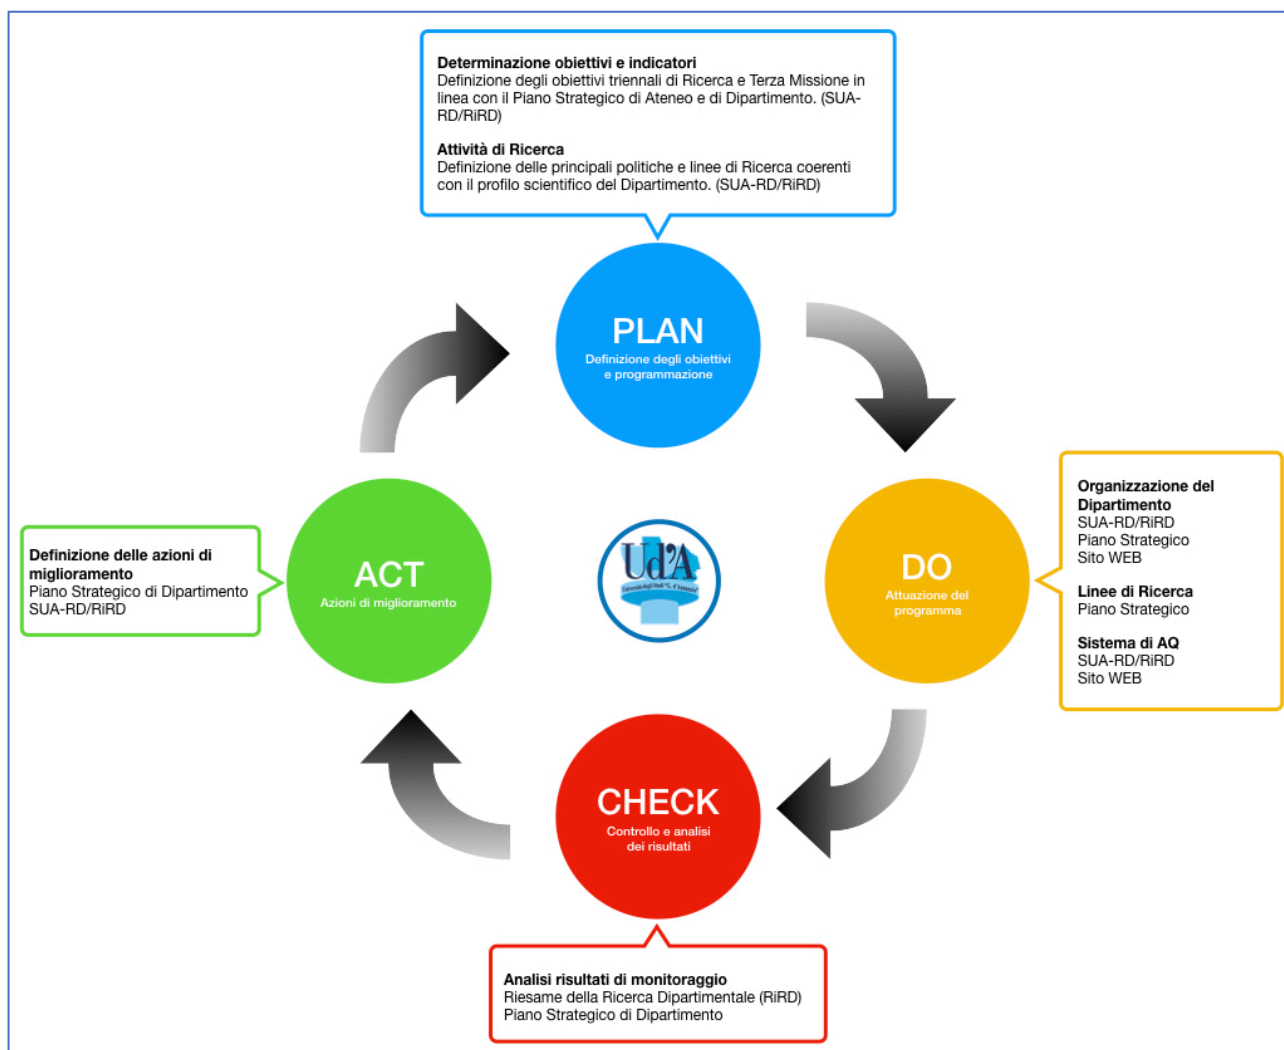 Determinazione obiettivi e indicatori
Definizione degli obiettivi triennali di Ricerca e Terza Missione in
linea con il Piano Strategico di Ateneo e di Dipartimento. (SUA-
RD/RiRD)
Attività di Ricerca
Definizione delle principali politiche e linee di Ricerca coerenti
con il profilo scientifico del Dipartimento. (SUA-RD/RiRD)
PLAN
Definizione degli obiettivi
e programmazione
Organizzazione del
Dipartimento
SUA-RD/RiRD
Piano Strategico
Sito WEB
Linee di Ricerca
Piano Strategico
Sistema di AQ
SUA-RD/RiRD
Sito WEB
DO
Attuazione del
programma
Ud'A
Università degli Studi "G. d'Annunzio"
ACT
Azioni di miglioramento
Definizione delle azioni di
miglioramento
Piano Strategico di Dipartimento
SUA-RD/RiRD
CHECK
Controllo e analisi
dei risultati
Analisi risultati di monitoraggio
Riesame della Ricerca Dipartimentale (RiRD)
Piano Strategico di Dipartimento